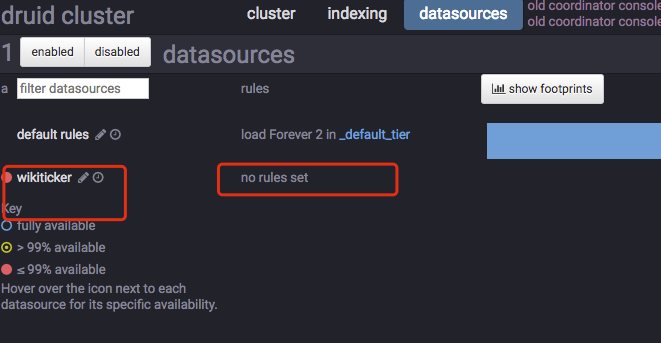 druid cluster
cluster indexing datasources
old coordinator console
old coordinator console
1 enabled disabled datasources
a filter datasources rules show footprints
default rules load Forever 2 in _default_tier
wikiticker no rules set
Key
fully available
> 99% available
≤ 99% available
Hover over the icon next to each
datasource for its specific availability.